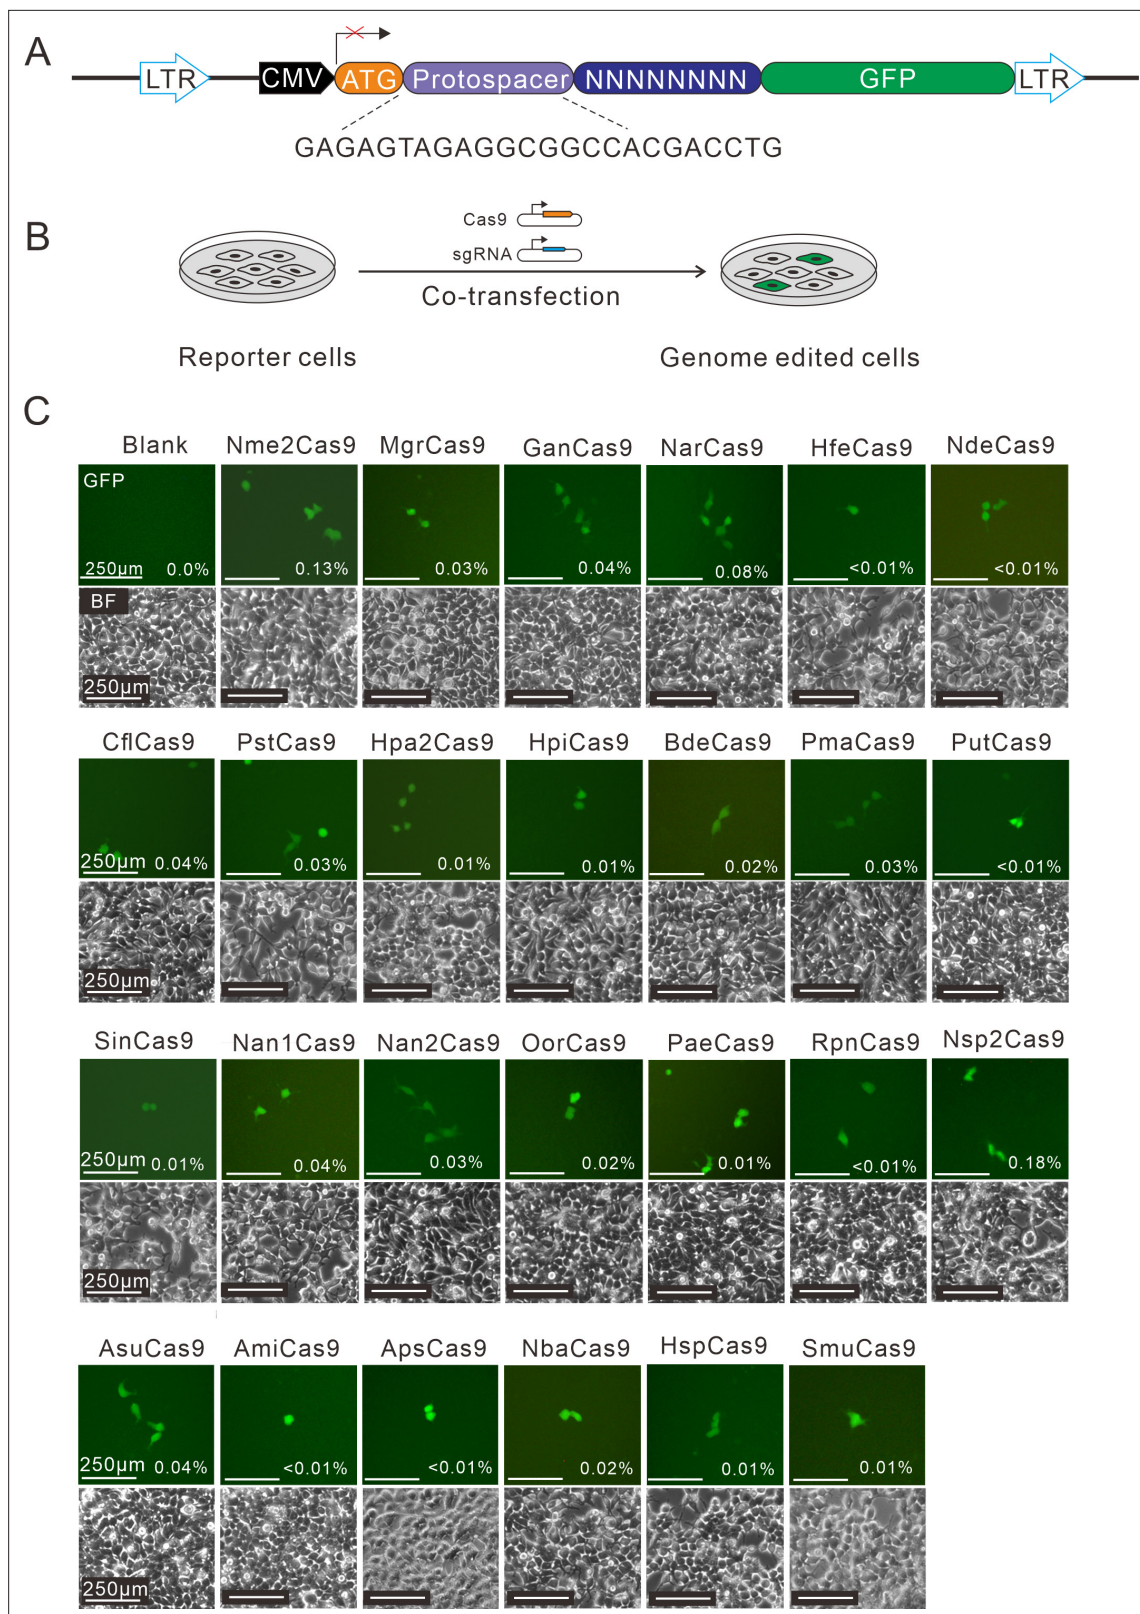 A
LTR CMV ATG Protospacer NNNNNNNN GFP LTR
GAGAGTAGAGGCGGCCACGACCTG
B
Cas9
sgRNA
Co-transfection
Reporter cells Genome edited cells
C
Blank Nme2Cas9 MgrCas9 GanCas9 NarCas9 HfeCas9 NdeCas9
GFP
250µm 0.0% 0.13% 0.03% 0.04% 0.08% <0.01% <0.01%
BF
250µm
CflCas9 PstCas9 Hpa2Cas9 HpiCas9 BdeCas9 PmaCas9 PutCas9
250µm 0.04% 0.03% 0.01% 0.01% 0.02% 0.03% <0.01%
250µm
SinCas9 Nan1Cas9 Nan2Cas9 OorCas9 PaeCas9 RpnCas9 Nsp2Cas9
250µm 0.01% 0.04% 0.03% 0.02% 0.01% <0.01% 0.18%
250µm
AsuCas9 AmiCas9 ApsCas9 NbaCas9 HspCas9 SmuCas9
250µm 0.04% <0.01% <0.01% 0.02% 0.01% 0.01%
250µm